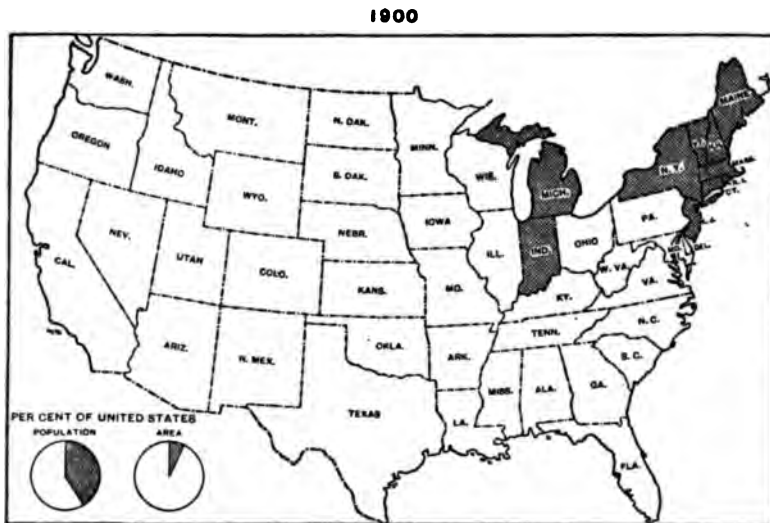 1900
WASH.
MONT.
N. DAK.
MINN.
MAINE
OREGON
IDAHO
S. DAK.
WIS.
MICH.
N.Y.
VT.
MASS.
R.I.
CT.
WYO.
NEBR.
IOWA
PA.
N.J.
NEV.
UTAH
COLO.
ILL.
IND.
OHIO
MD.
DEL.
CAL.
KANS.
MO.
W. VA.
VA.
KY.
ARIZ.
N. MEX.
OKLA.
ARK.
TENN.
N. C.
S. C.
MISS.
ALA.
GA.
TEXAS
LA.
FLA.
PER CENT OF UNITED STATES
POPULATION
AREA